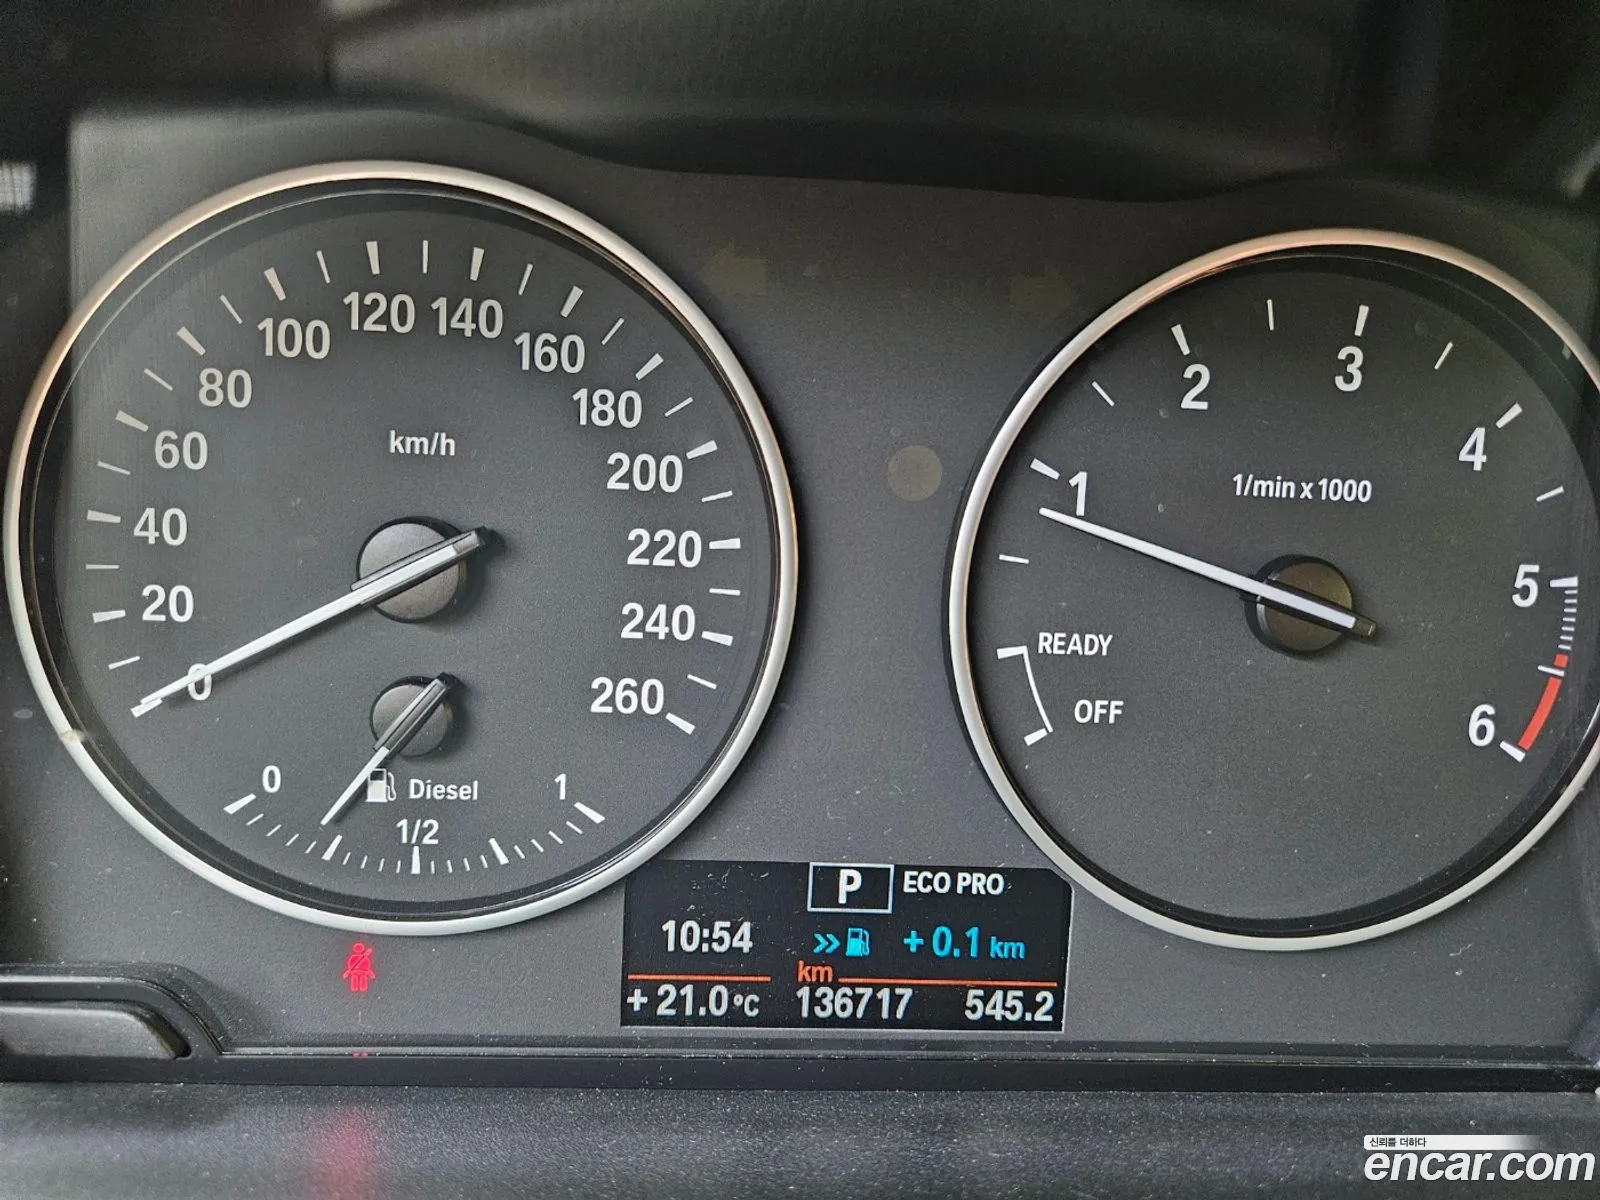 0
20
40
60
80
100
120
140
160
180
200
220
240
260
km/h
0
1/2
1
Diesel
1
2
3
4
5
6
1/min x 1000
READY
OFF
P ECO PRO
10:54 + 0.1 km
km
+ 21.0°C 136717 545.2
신뢰를 더하다
encar.com